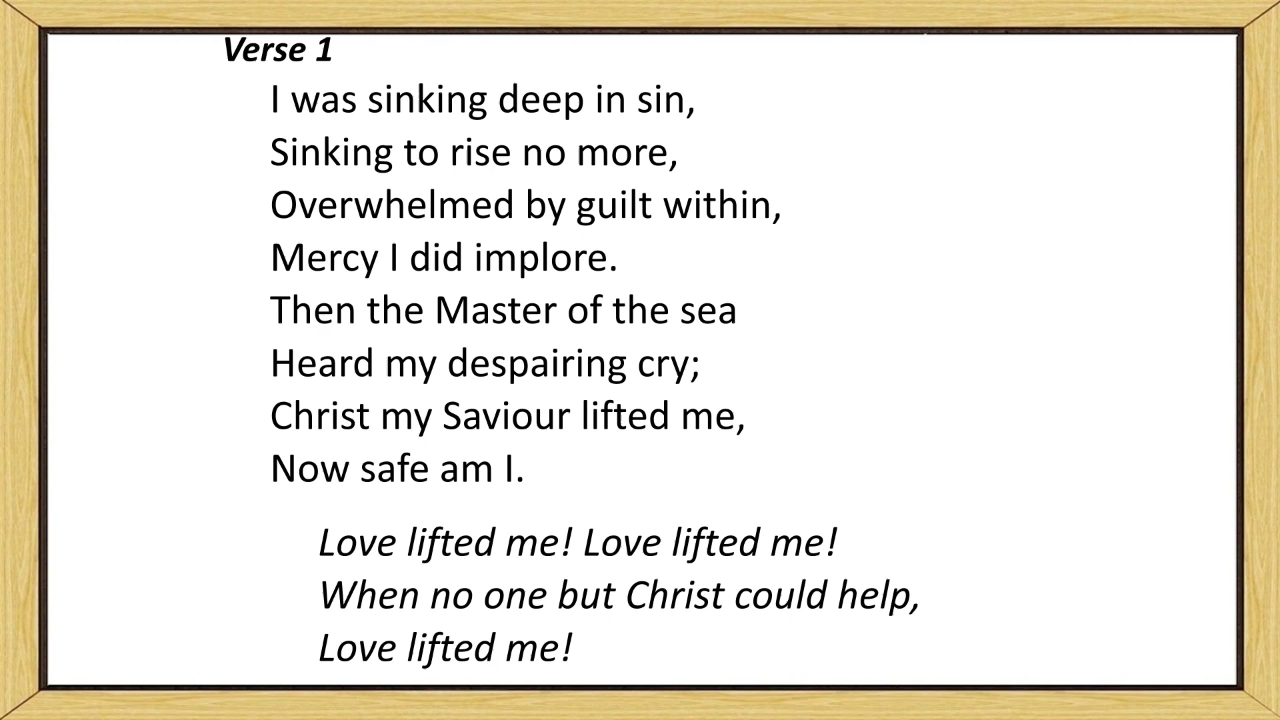 Verse 1
I was sinking deep in sin,
Sinking to rise no more,
Overwhelmed by guilt within,
Mercy I did implore.
Then the Master of the sea
Heard my despairing cry;
Christ my Saviour lifted me,
Now safe am I.
Love lifted me! Love lifted me!
When no one but Christ could help,
Love lifted me!